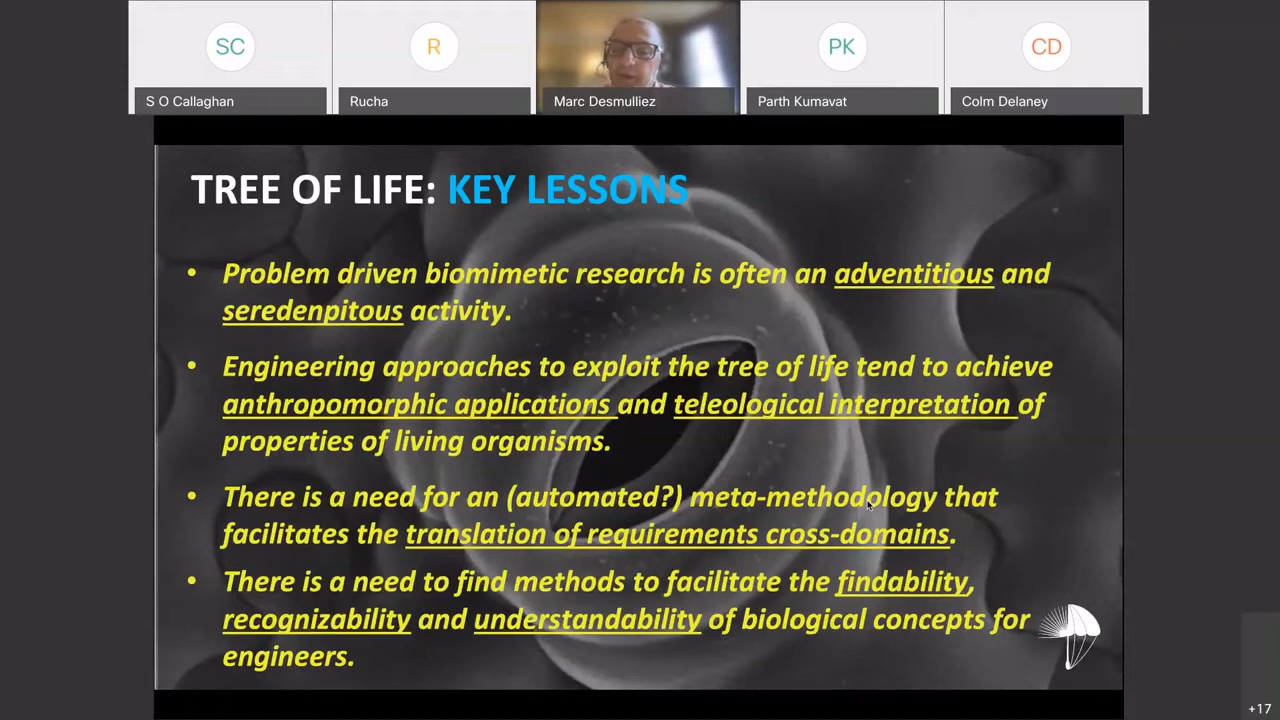 SC
R
PK
CD
S O Callaghan
Rucha
Marc Desmulliez
Parth Kumavat
Colm Delaney
TREE OF LIFE: KEY LESSONS
• Problem driven biomimetic research is often an adventitious and
seredenpitous activity.
• Engineering approaches to exploit the tree of life tend to achieve
anthropomorphic applications and teleological interpretation of
properties of living organisms.
• There is a need for an (automated?) meta-methodology that
facilitates the translation of requirements cross-domains.
• There is a need to find methods to facilitate the findability,
recognizability and understandability of biological concepts for
engineers.
+17